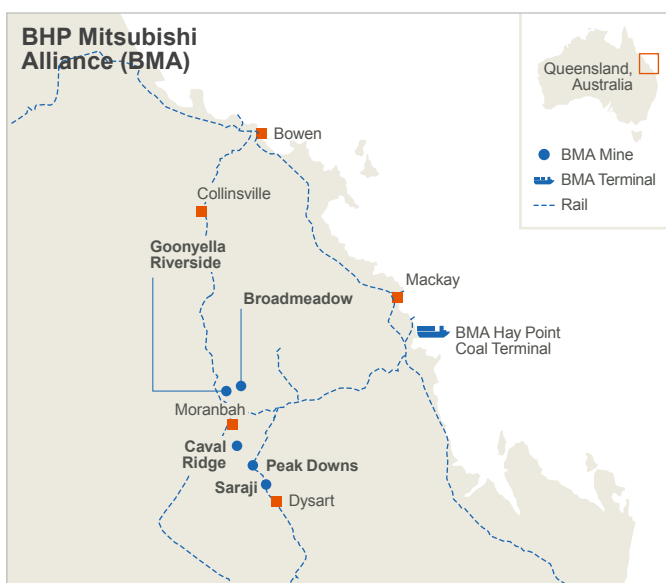 BHP Mitsubishi
Alliance (BMA)
Queensland,
Australia
BMA Mine
BMA Terminal
Rail
Bowen
Collinsville
Goonyella
Riverside
Broadmeadow
Mackay
BMA Hay Point
Coal Terminal
Moranbah
Caval
Ridge
Peak Downs
Saraji
Dysart